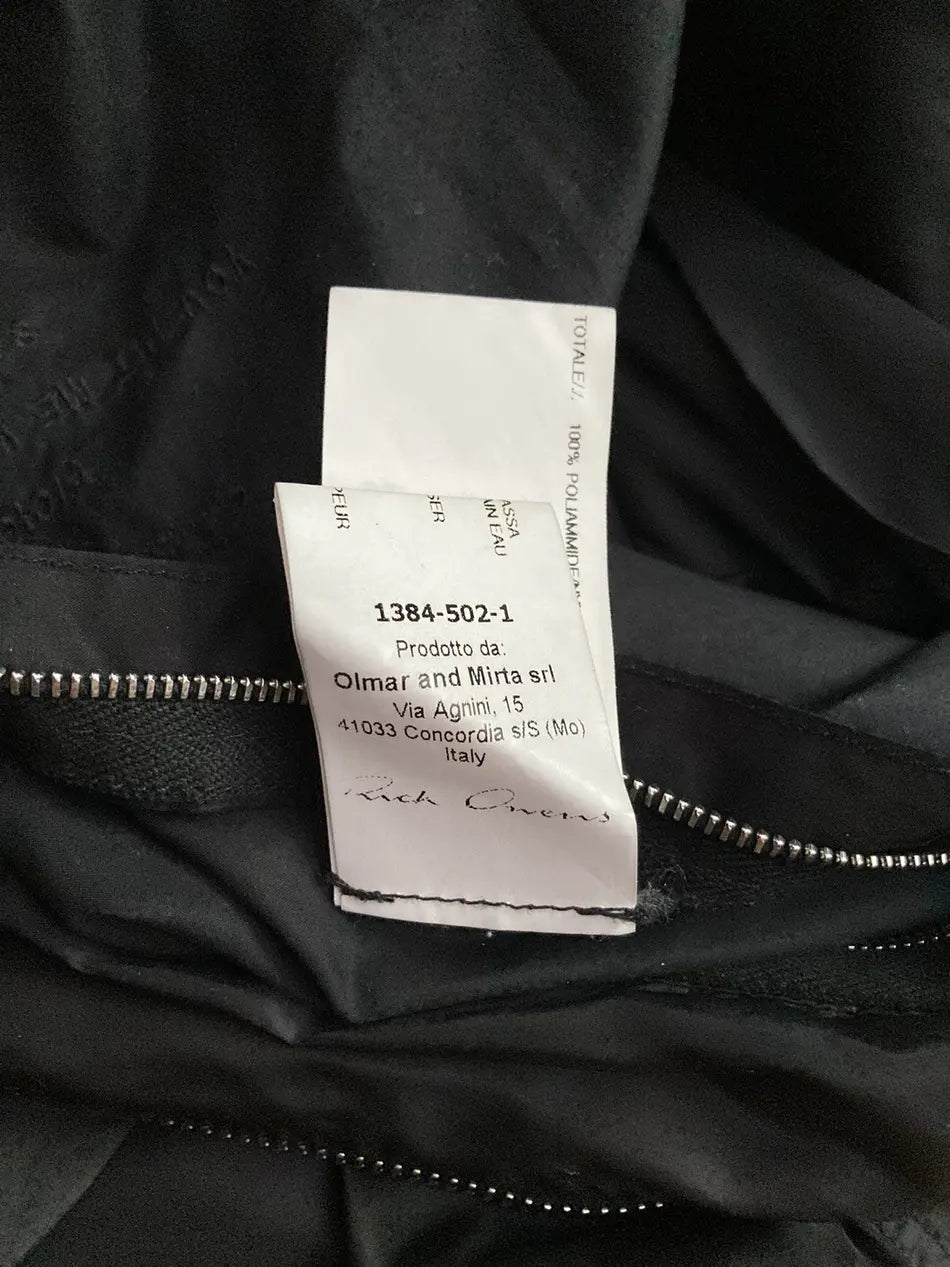 TOTALE/
100% POLIAMMIDE/
PEUR
SER
ASSA
AIN EAU
1384-502-1
Prodotto da:
Olmar and Mirta srl
Via Agnini, 15
41033 Concordia s/S (Mo)
Italy
Rick Owens